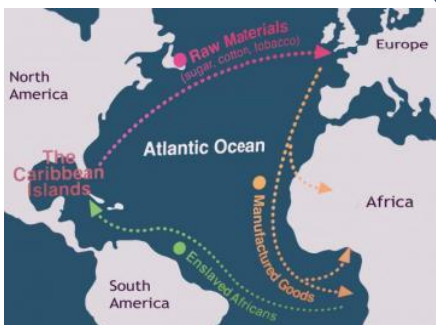 Europe
Raw Materials
(sugar, cotton, tobacco)
North
America
Atlantic Ocean
The
Caribbean
Islands
Africa
Manufactured Goods
Enslaved Africans
South
America